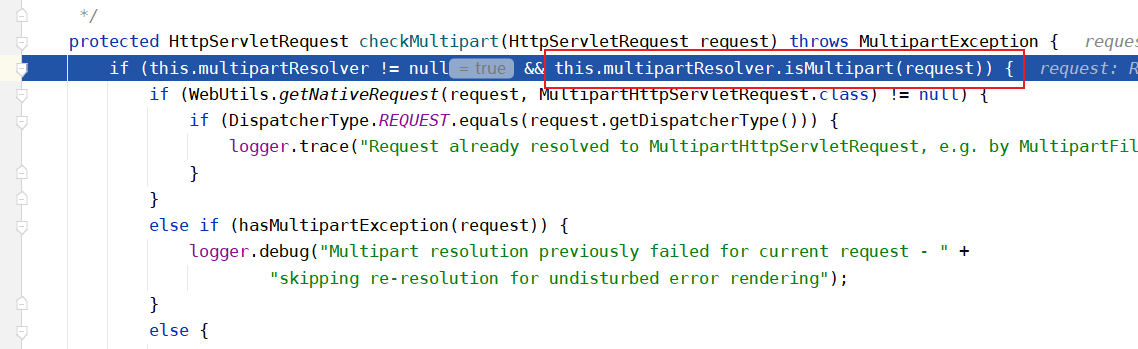 */
protected HttpServletRequest checkMultipart(HttpServletRequest request) throws MultipartException {   reques
if (this.multipartResolver != null = true && this.multipartResolver.isMultipart(request)) {   request: R
if (WebUtils.getNativeRequest(request, MultipartHttpServletRequest.class) != null) {
if (DispatcherType.REQUEST.equals(request.getDispatcherType())) {
logger.trace("Request already resolved to MultipartHttpServletRequest, e.g. by MultipartFil
}
}
else if (hasMultipartException(request)) {
logger.debug("Multipart resolution previously failed for current request - " +
"skipping re-resolution for undisturbed error rendering");
}
else {